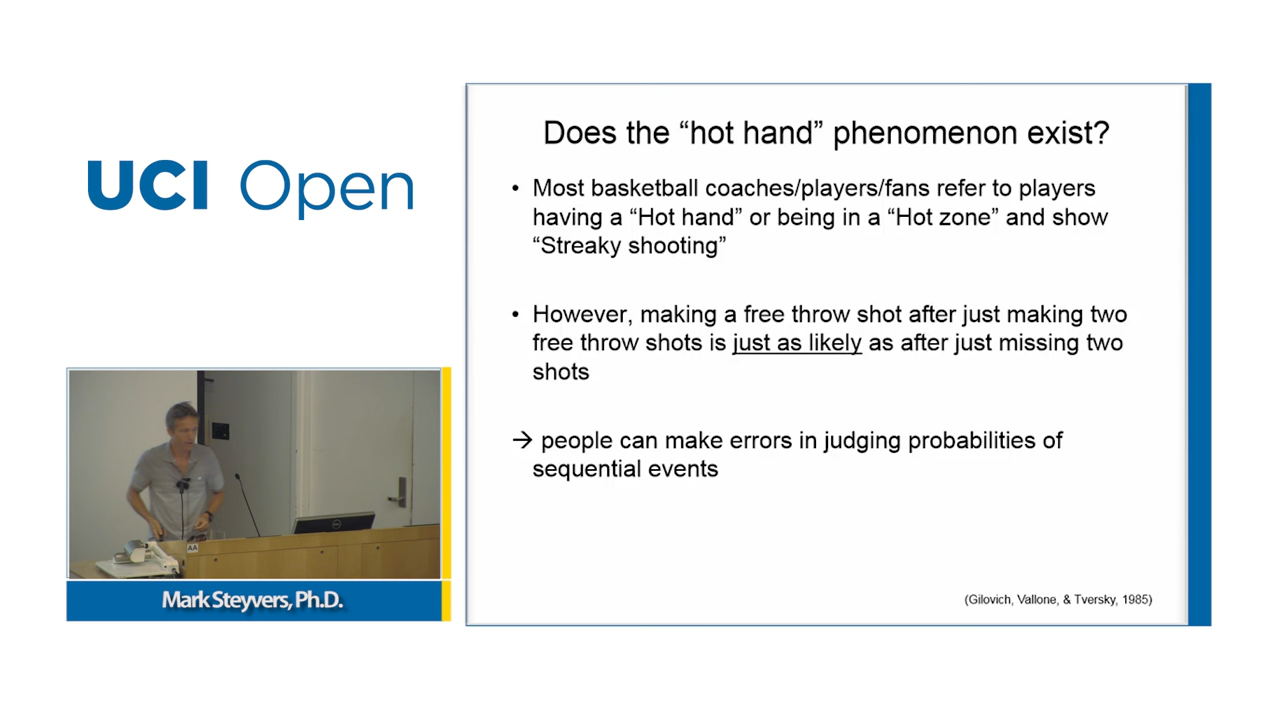 UCI Open
Does the “hot hand” phenomenon exist?
• Most basketball coaches/players/fans refer to players
having a “Hot hand” or being in a “Hot zone” and show
“Streaky shooting”
• However, making a free throw shot after just making two
free throw shots is just as likely as after just missing two
shots
→ people can make errors in judging probabilities of
sequential events
(Gilovich, Vallone, & Tversky, 1985)
AA
Mark Steyvers, Ph.D.